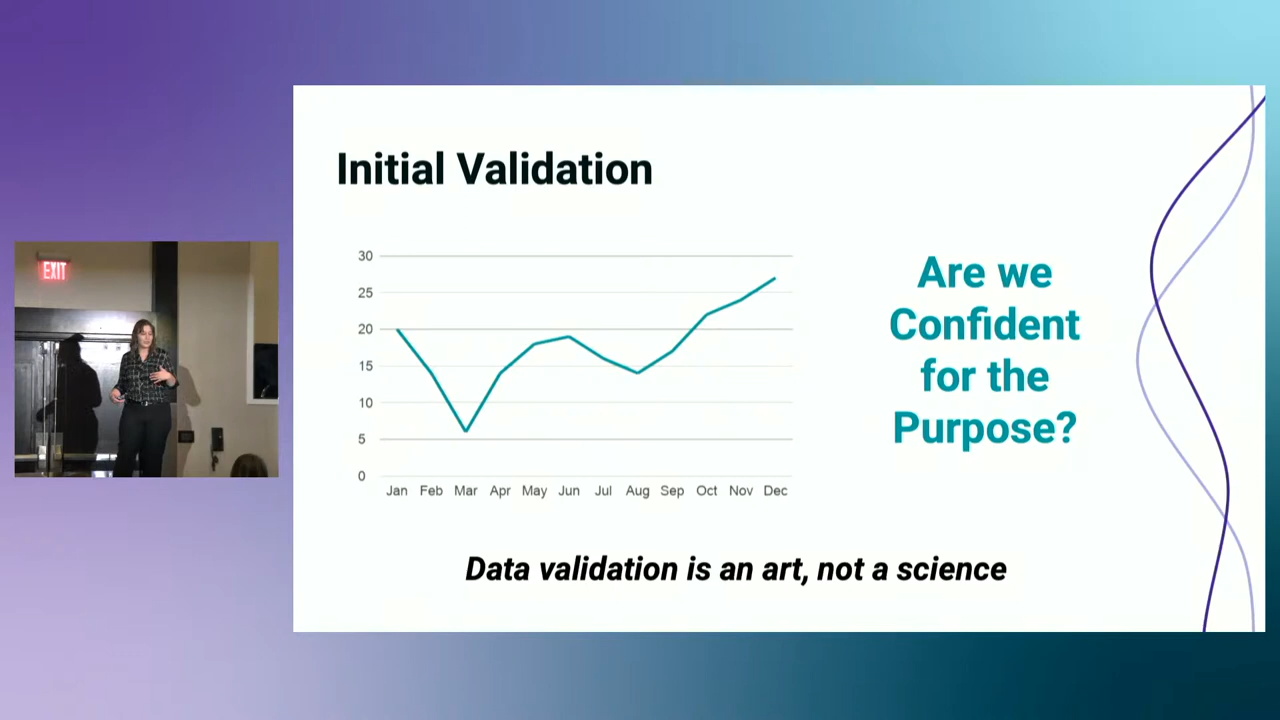 EXIT
Initial Validation
30
25
20
15
10
5
0
Jan Feb Mar Apr May Jun Jul Aug Sep Oct Nov Dec
Are we
Confident
for the
Purpose?
Data validation is an art, not a science